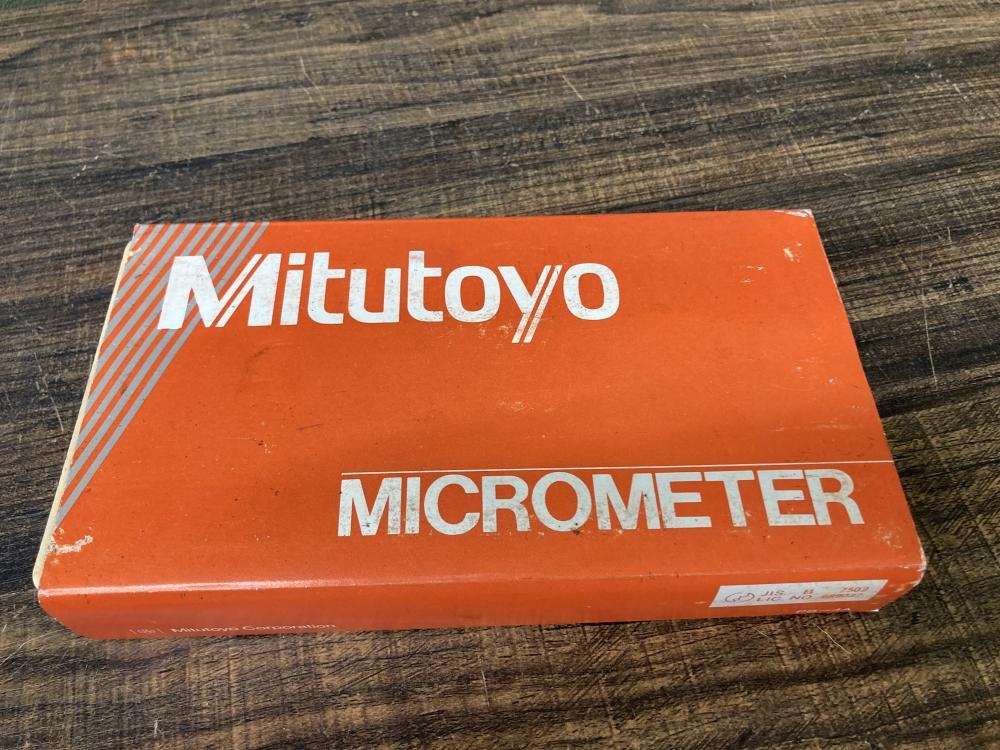 Mitutoyo
MICROMETER
JIS B 7502
LIC NO.
Mitutoyo Corporation